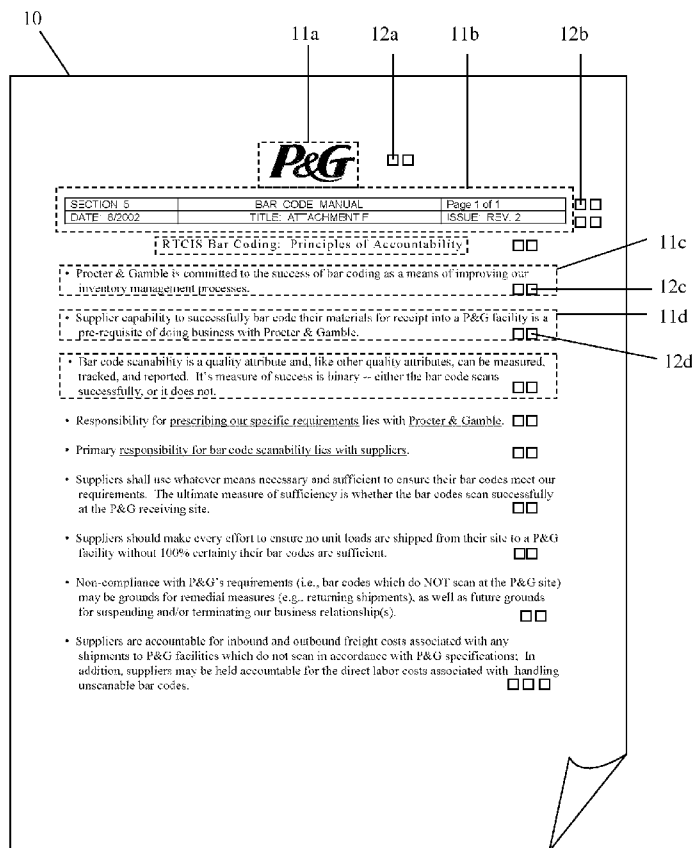 10
11a
12a
11b
12b
P&G
SECTION 5 BAR CODE MANUAL Page 1 of 1
DATE: 6/2002 TITLE: ATTACHMENT F ISSUE: REV. 2
RTCIS Bar Coding: Principles of Accountability
11c
• Procter & Gamble is committed to the success of bar coding as a means of improving our
inventory management processes.
12c
11d
• Supplier capability to successfully bar code their materials for receipt into a P&G facility is a
pre-requisite of doing business with Procter & Gamble.
12d
• Bar code scanability is a quality attribute and, like other quality attributes, can be measured,
tracked, and reported. It's measure of success is binary -- either the bar code scans
successfully, or it does not.
• Responsibility for prescribing our specific requirements lies with Procter & Gamble.
• Primary responsibility for bar code scanability lies with suppliers.
• Suppliers shall use whatever means necessary and sufficient to ensure their bar codes meet our
requirements. The ultimate measure of sufficiency is whether the bar codes scan successfully
at the P&G receiving site.
• Suppliers should make every effort to ensure no unit loads are shipped from their site to a P&G
facility without 100% certainty their bar codes are sufficient.
• Non-compliance with P&G's requirements (i.e., bar codes which do NOT scan at the P&G site)
may be grounds for remedial measures (e.g., returning shipments), as well as future grounds
for suspending and/or terminating our business relationship(s).
• Suppliers are accountable for inbound and outbound freight costs associated with any
shipments to P&G facilities which do not scan in accordance with P&G specifications; In
addition, suppliers may be held accountable for the direct labor costs associated with handling
unscanable bar codes.